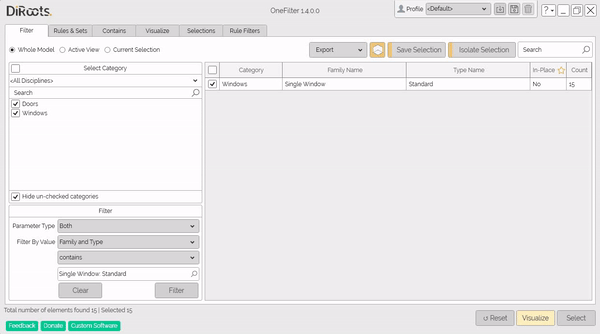 DiRoots.
OneFilter 1.4.0.0
Profile <Default>
?
Filter Rules & Sets Contains Visualize Selections Rule Filters
Whole Model Active View Current Selection
Export Save Selection Isolate Selection Search
Select Category
<All Disciplines>
Search
Doors
Windows
Hide un-checked categories
Category Family Name Type Name In-Place Count
Windows Single Window Standard No 15
Filter
Parameter Type Both
Filter By Value Family and Type
contains
Single Window Standard
Clear Filter
Total number of elements found 15 | Selected 15
Feedback Donate Custom Software
Reset Visualize Select